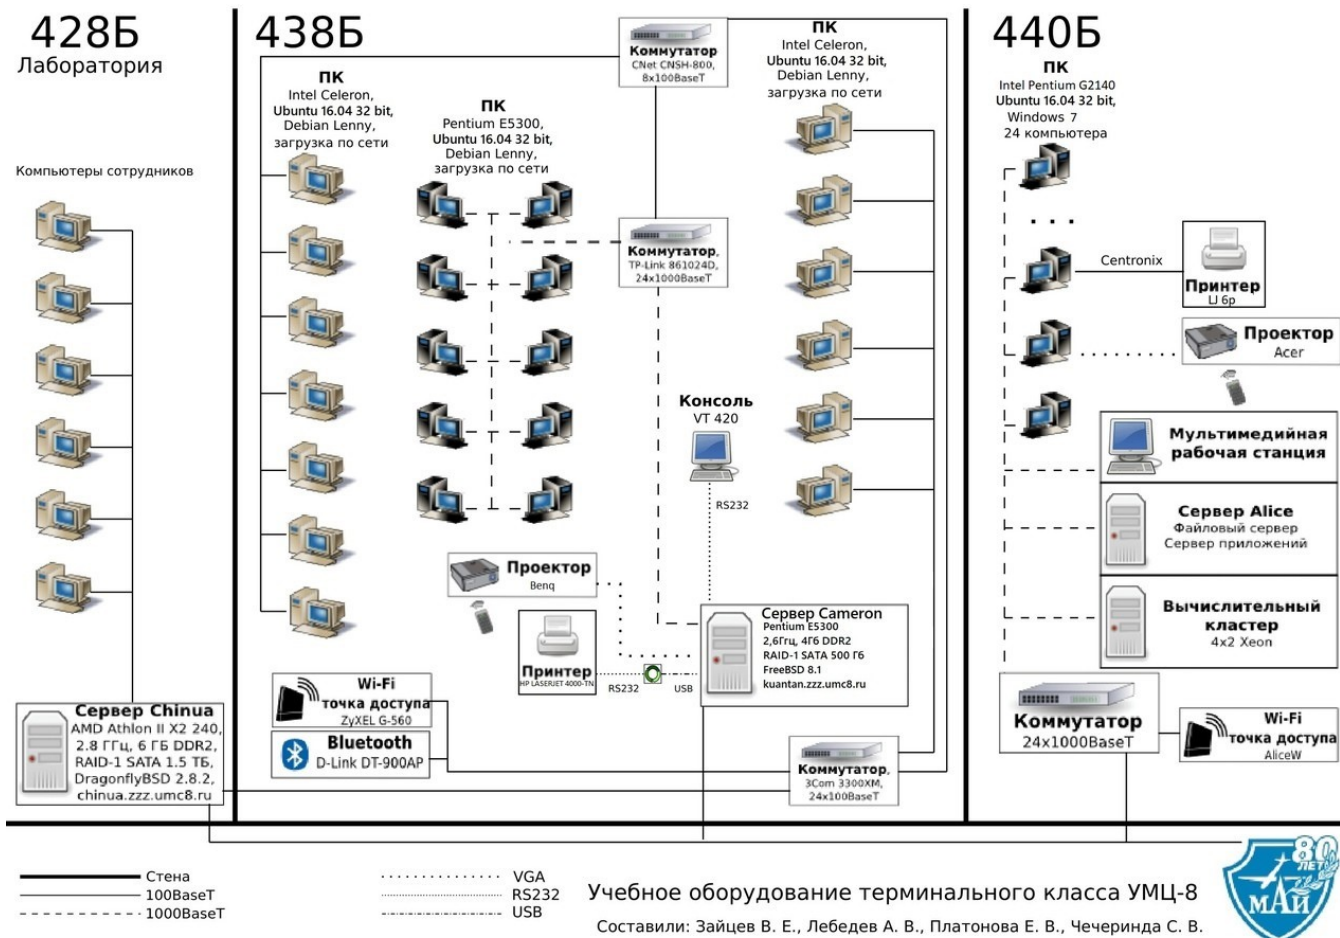 428Б
Лаборатория
Компьютеры сотрудников
Сервер Chinua
AMD Athlon II X2 240,
2.8 ГГц, 6 ГБ DDR2,
RAID-1 SATA 1.5 ТБ,
DragonflyBSD 2.8.2,
chinua.zzz.umc8.ru
438Б
ПК
Intel Celeron,
Ubuntu 16.04 32 bit,
Debian Lenny,
загрузка по сети
ПК
Pentium E5300,
Ubuntu 16.04 32 bit,
Debian Lenny,
загрузка по сети
Коммутатор
CNet CNSH-800,
8x100BaseT
Коммутатор,
TP-Link 861024D,
24x1000BaseT
ПК
Intel Celeron,
Ubuntu 16.04 32 bit,
Debian Lenny,
загрузка по сети
Консоль
VT 420
RS232
Проектор
Benq
Принтер
HP LASERJET 4000-TN
RS232
USB
Сервер Cameron
Pentium E5300
2,6Ггц, 4Гб DDR2
RAID-1 SATA 500 Гб
FreeBSD 8.1
kuantan.zzz.umc8.ru
Wi-Fi
точка доступа
ZyXEL G-560
Bluetooth
D-Link DT-900AP
Коммутатор,
3Com 3300XM,
24x100BaseT
440Б
ПК
Intel Pentium G2140
Ubuntu 16.04 32 bit,
Windows 7
24 компьютера
. . .
Centronix
Принтер
LJ 6p
Проектор
Acer
Мультимедийная
рабочая станция
Сервер Alice
Файловый сервер
Сервер приложений
Вычислительный
кластер
4x2 Xeon
Коммутатор
24x1000BaseT
Wi-Fi
точка доступа
AliceW
Стена
100BaseT
1000BaseT
VGA
RS232
USB
Учебное оборудование терминального класса УМЦ-8
Составили: Зайцев В. Е., Лебедев А. В., Платонова Е. В., Чечеринда С. В.
80
ЛЕТ
МАИ